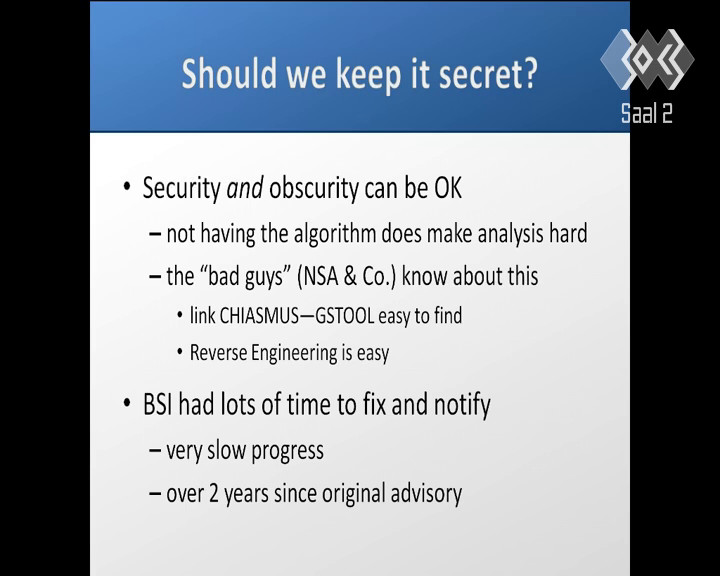 Should we keep it secret?
Saal 2
• Security and obscurity can be OK
– not having the algorithm does make analysis hard
– the “bad guys” (NSA & Co.) know about this
• link CHIASMUS—GSTOOL easy to find
• Reverse Engineering is easy
• BSI had lots of time to fix and notify
– very slow progress
– over 2 years since original advisory